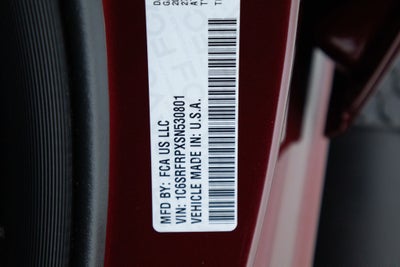 MFD BY: FCA US LLC
VIN: 1C6SRFRPXSN530801
VEHICLE MADE IN: U.S.A.